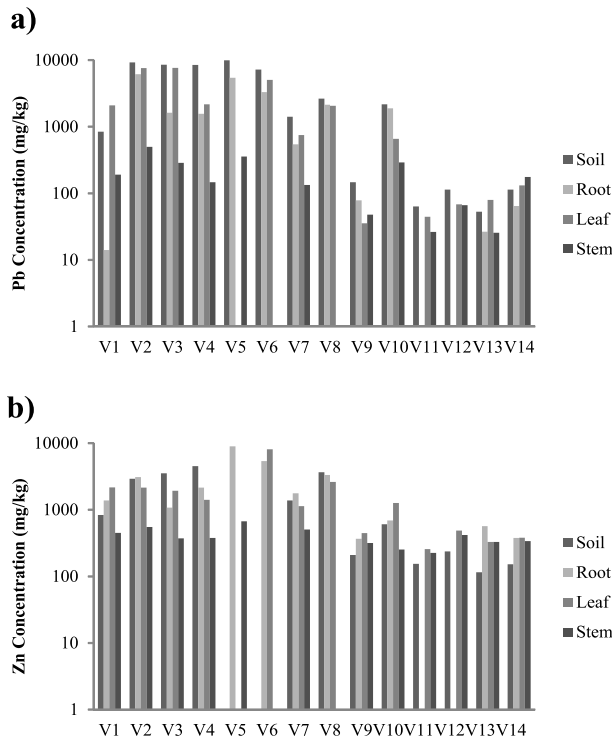 a)
10000
1000
100
10
1
Pb Concentration (mg/kg)
V1 V2 V3 V4 V5 V6 V7 V8 V9 V10 V11 V12 V13 V14
Soil
Root
Leaf
Stem
b)
10000
1000
100
10
1
Zn Concentration (mg/kg)
V1 V2 V3 V4 V5 V6 V7 V8 V9 V10 V11 V12 V13 V14
Soil
Root
Leaf
Stem